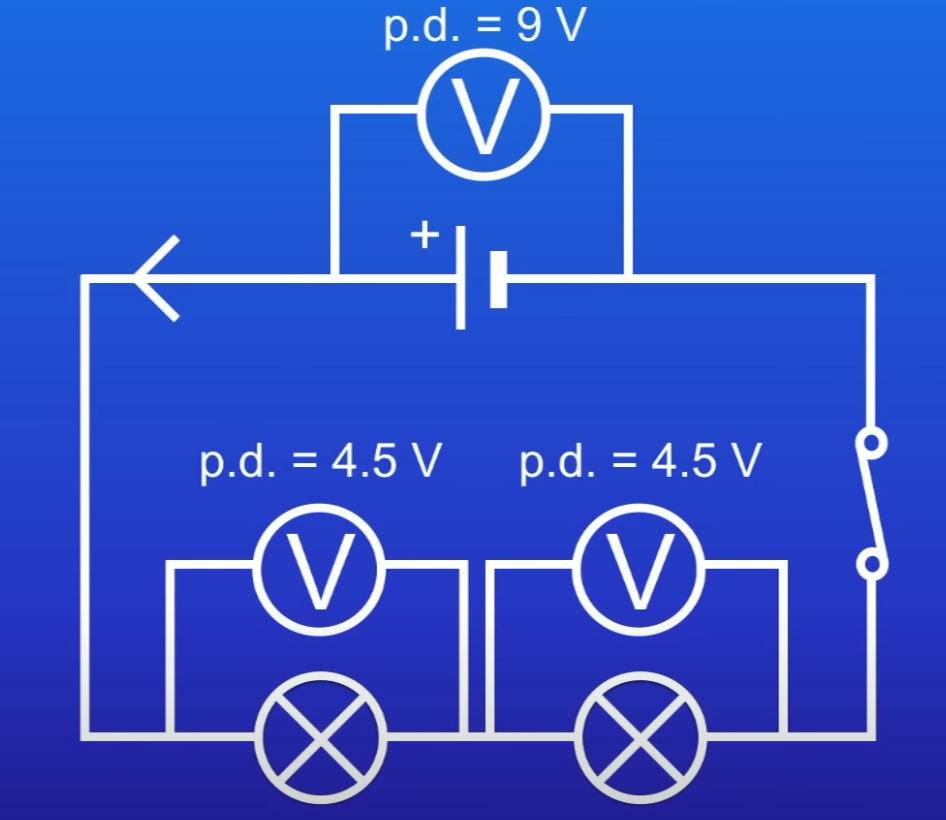 p.d. = 9 V
V
+
p.d. = 4.5 V p.d. = 4.5 V
V V